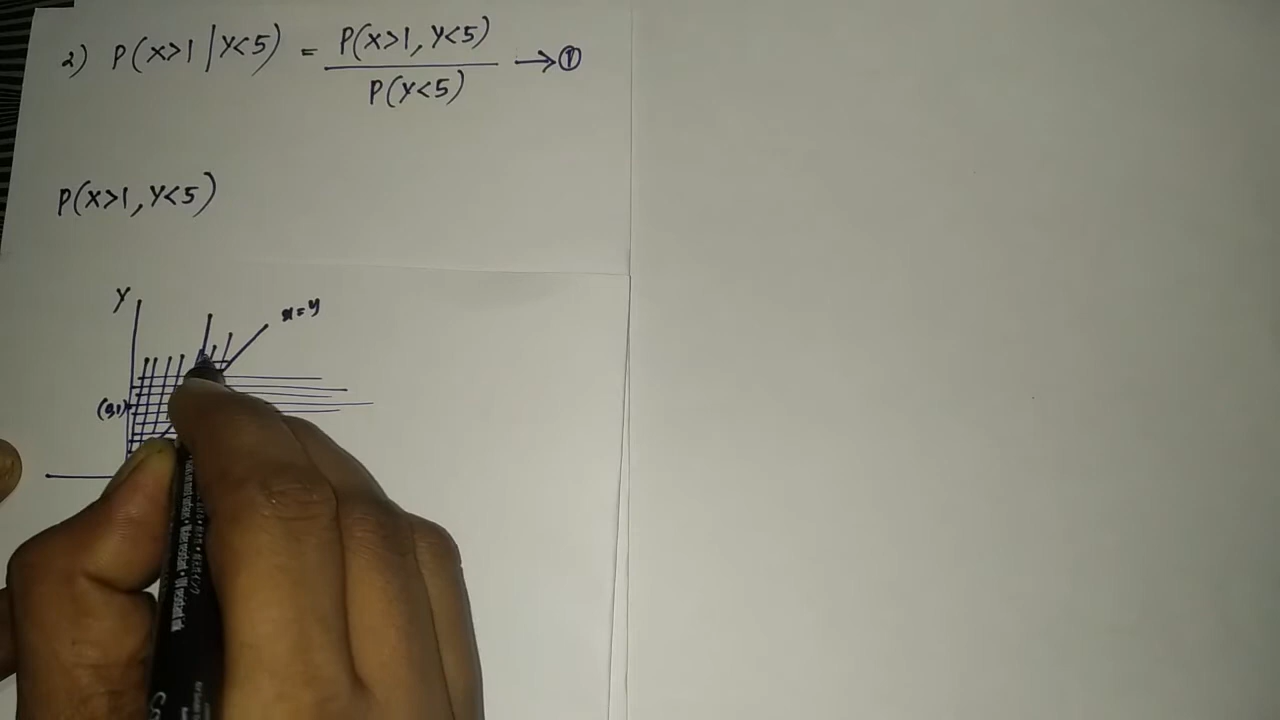 2) P(X>1 | Y<5) = P(X>1, Y<5) / P(Y<5) → ①
P(X>1, Y<5)
Y
x=y